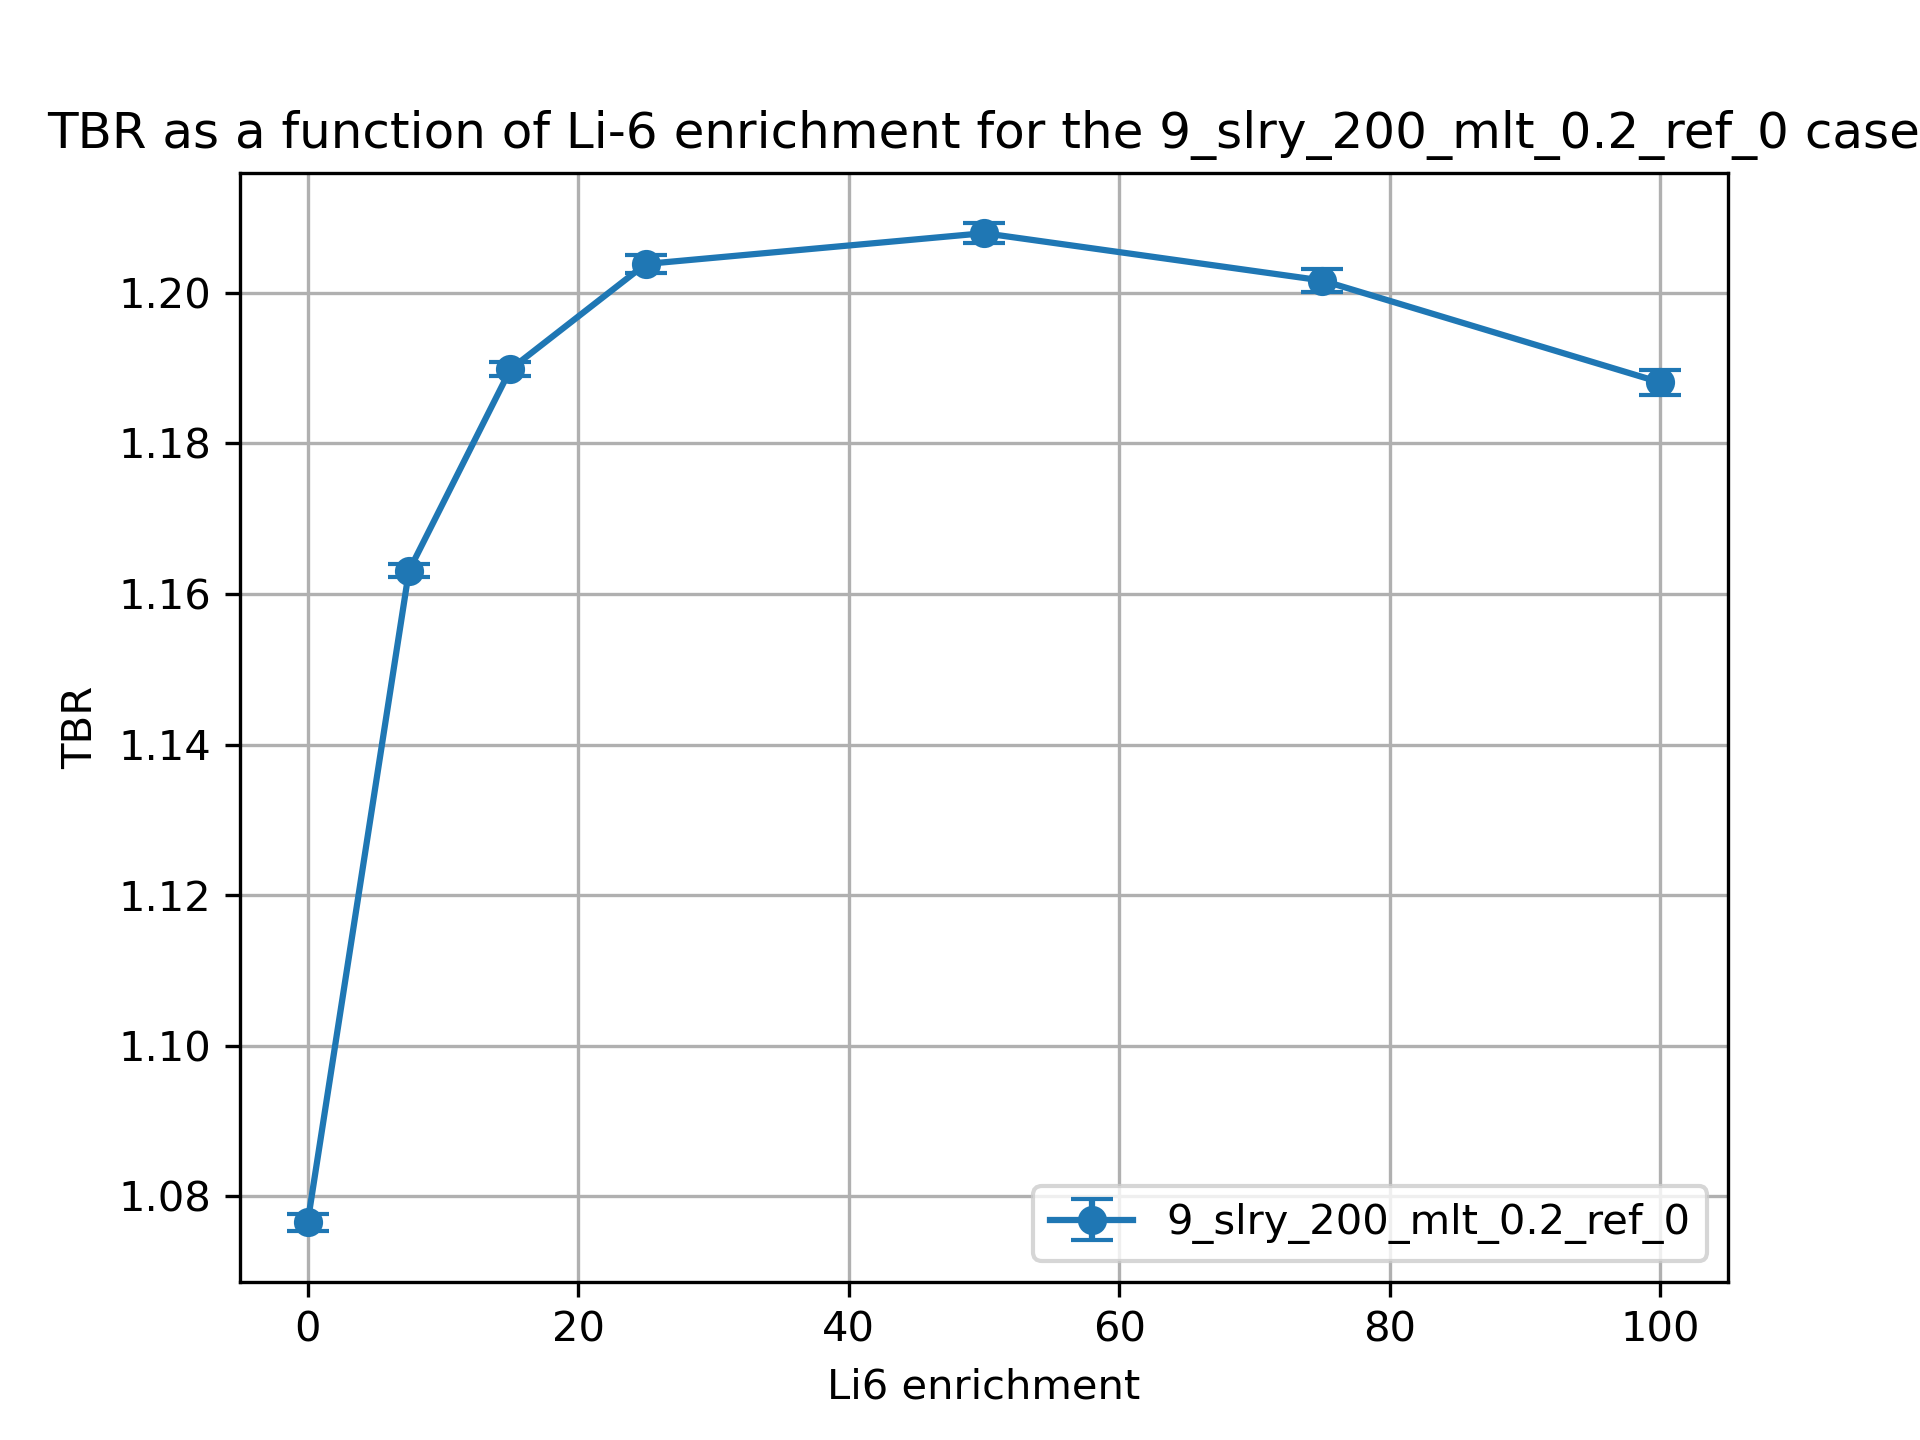 TBR as a function of Li-6 enrichment for the 9_slry_200_mlt_0.2_ref_0 case
1.20
1.18
1.16
1.14
1.12
1.10
1.08
TBR
9_slry_200_mlt_0.2_ref_0
0 20 40 60 80 100
Li6 enrichment